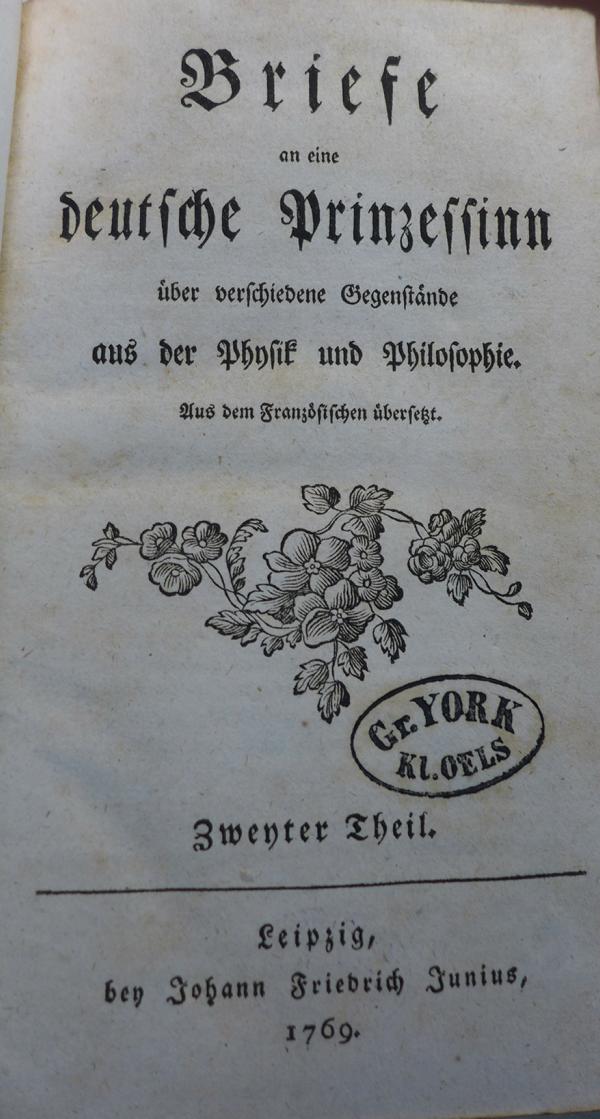 Briefe
an eine
deutſche Prinzeſſinn
über verſchiedene Gegenſtände
aus der Phyſik und Philoſophie.
Aus dem Franzöſiſchen überſetzt.
Gr. YORK
Kl. OELS
Zweyter Theil.
Leipzig,
bey Johann Friedrich Junius,
1769.